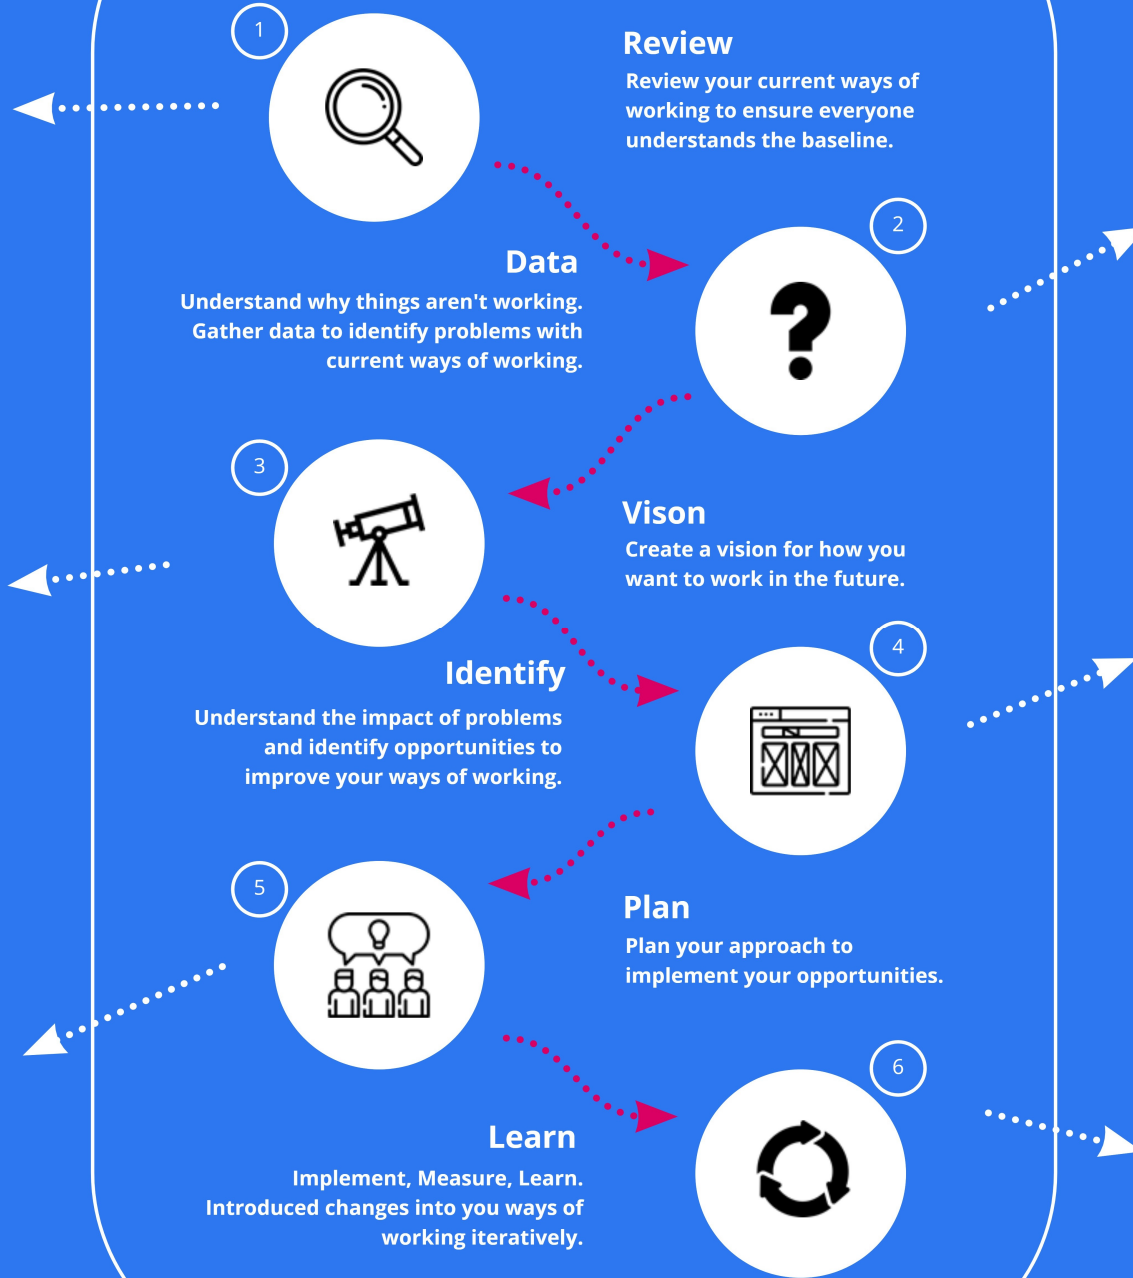 1
Review
Review your current ways of
working to ensure everyone
understands the baseline.
2
Data
Understand why things aren't working.
Gather data to identify problems with
current ways of working.
3
Vison
Create a vision for how you
want to work in the future.
4
Identify
Understand the impact of problems
and identify opportunities to
improve your ways of working.
5
Plan
Plan your approach to
implement your opportunities.
6
Learn
Implement, Measure, Learn.
Introduced changes into you ways of
working iteratively.